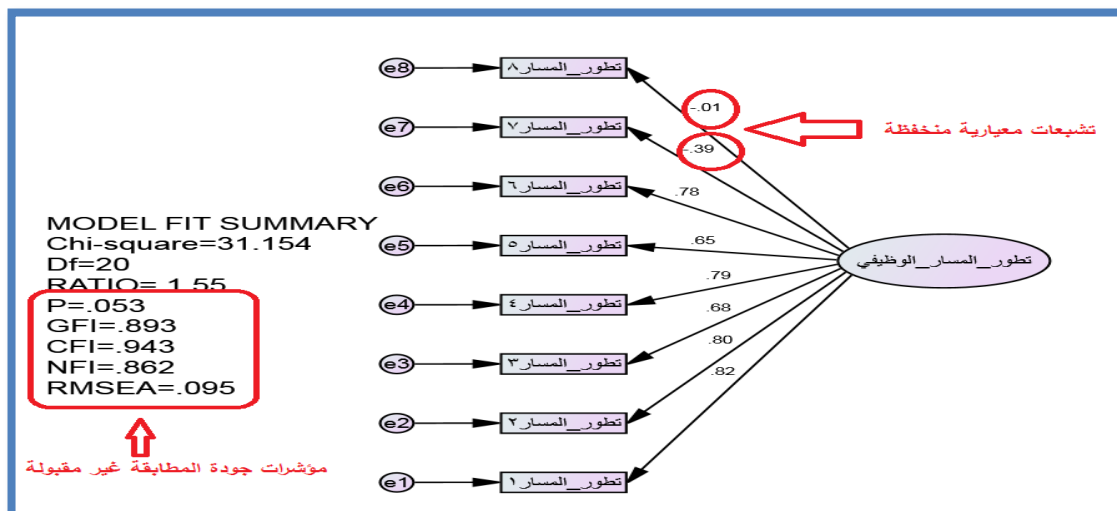 e8
تطور_المسار٨
-.01
e7
تطور_المسار٧
تشبعات معيارية منخفظة
-.39
e6
تطور_المسار٦
.78
MODEL FIT SUMMARY
Chi-square=31.154
Df=20
RATIO= 1.55
P=.053
GFI=.893
CFI=.943
NFI=.862
RMSEA=.095
e5
تطور_المسار٥
.65
تطور_المسار_الوظيفي
e4
تطور_المسار٤
.79
e3
تطور_المسار٣
.68
.80
.82
e2
تطور_المسار٢
مؤشرات جودة المطابقة غير مقبولة
e1
تطور_المسار١